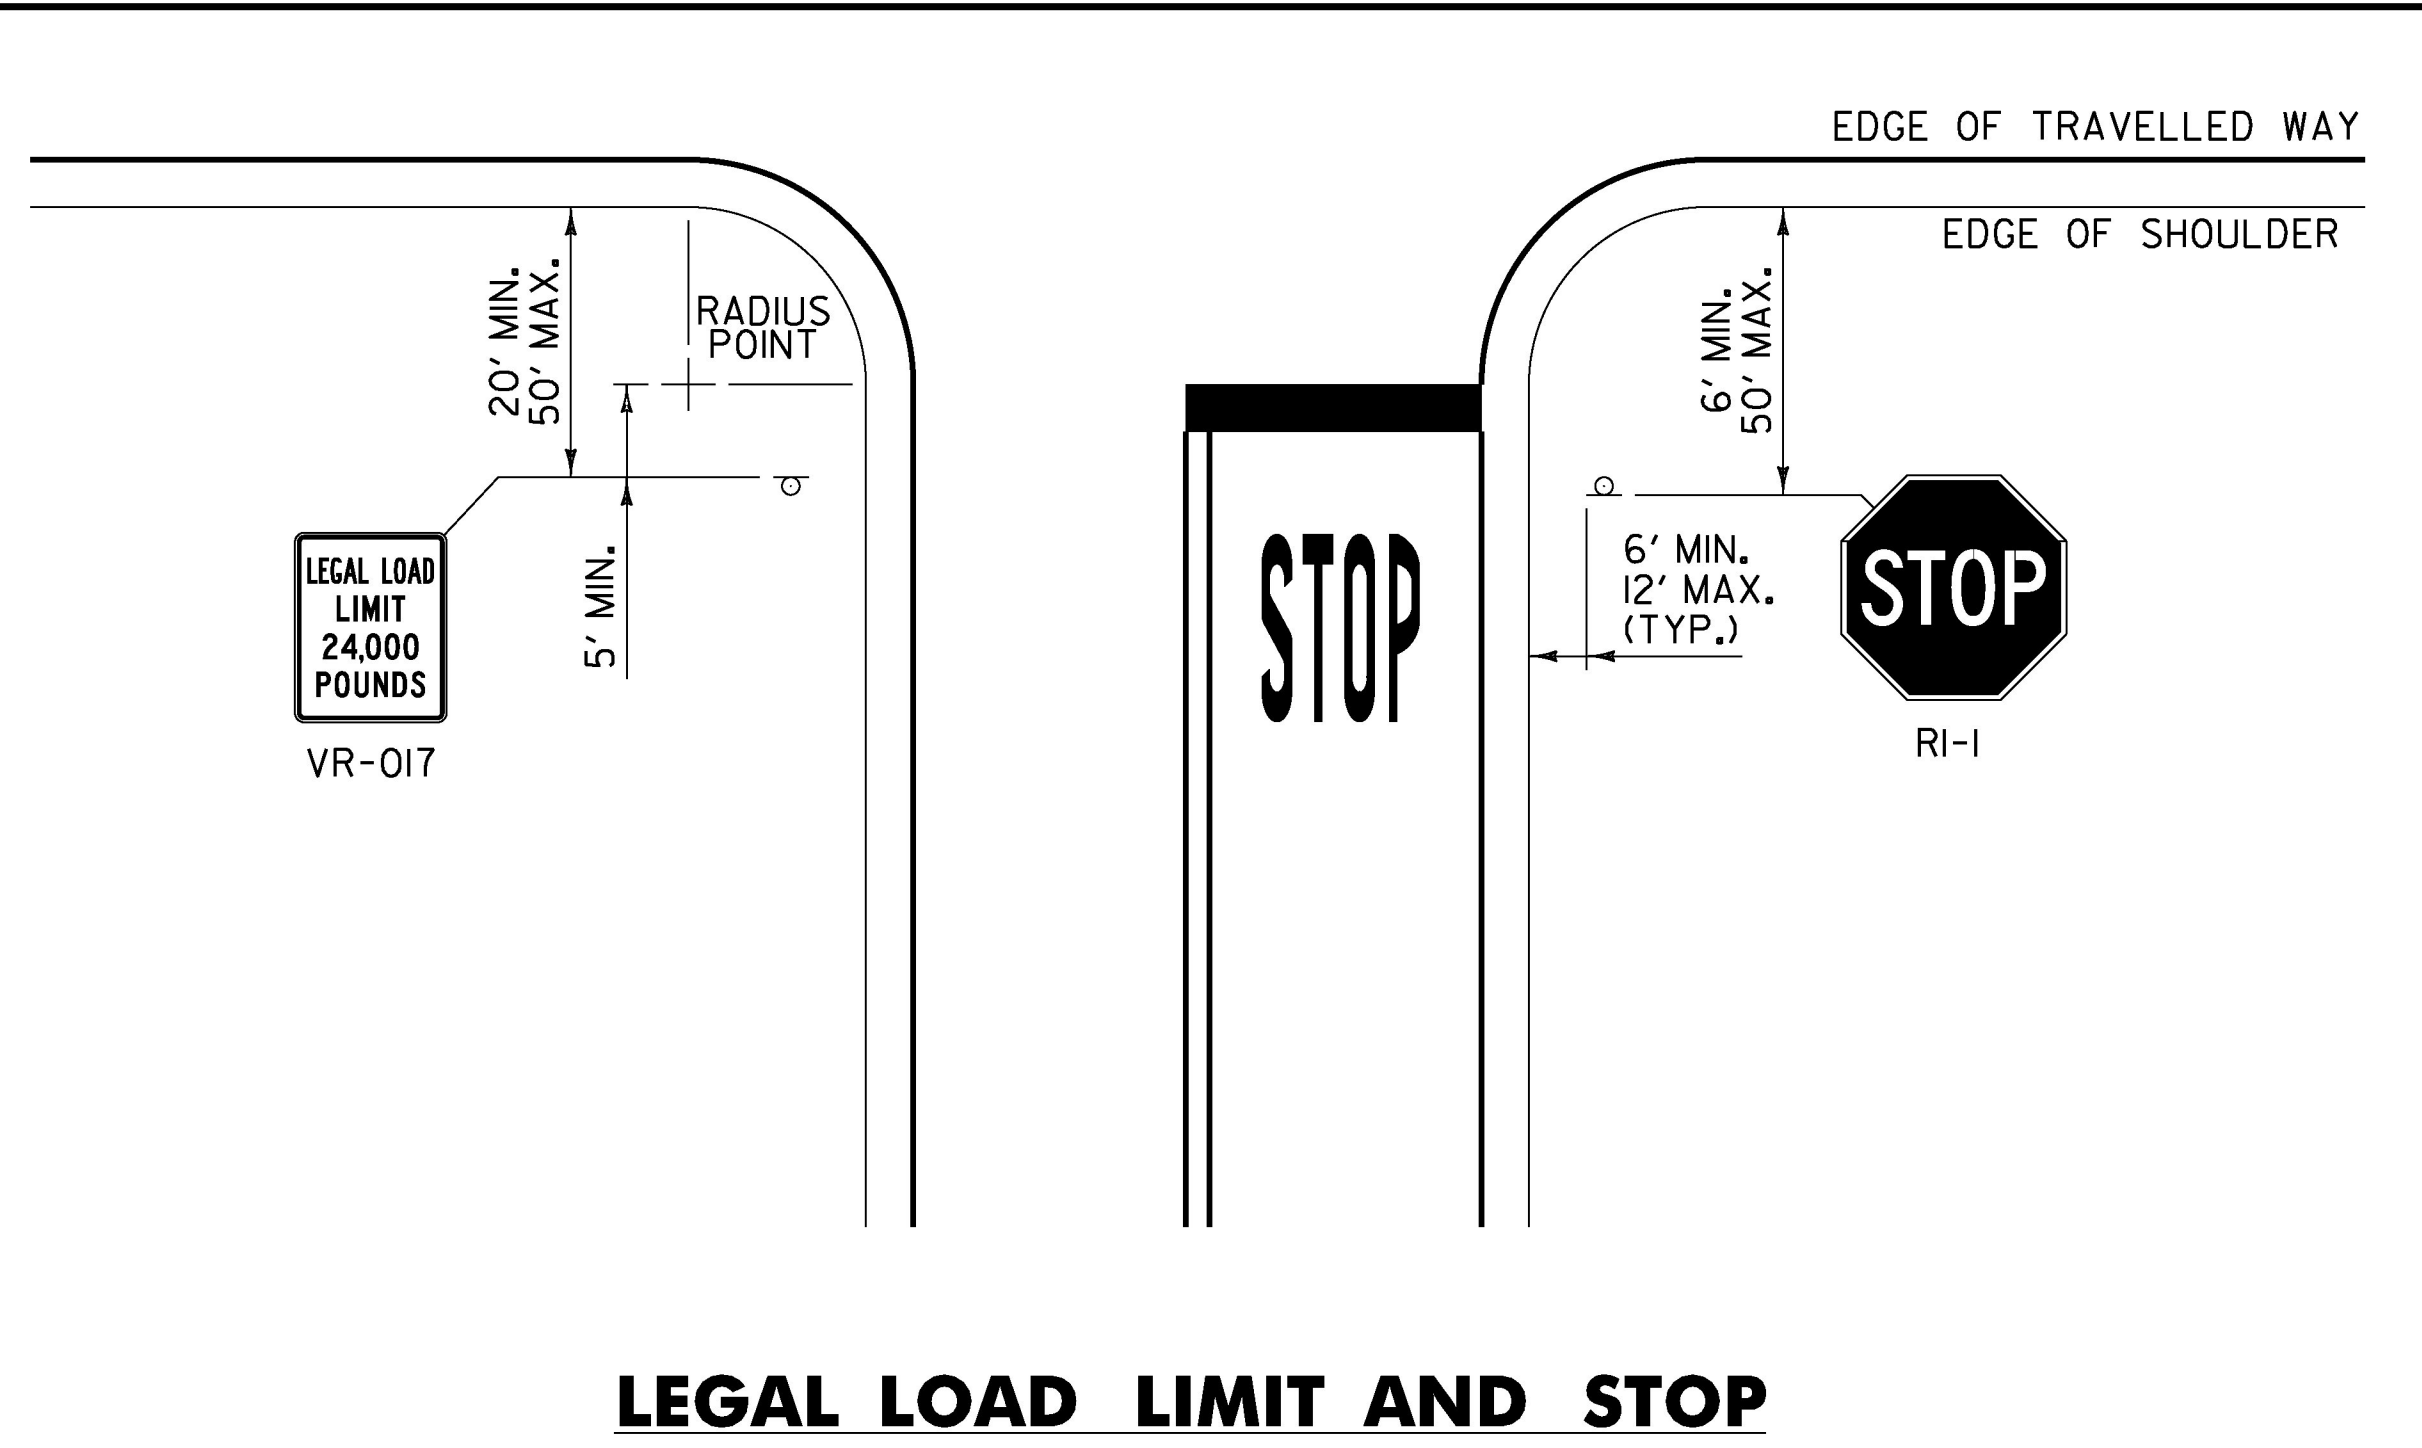 EDGE OF TRAVELLED WAY
EDGE OF SHOULDER
20' MIN.
50' MAX.
RADIUS
POINT
6' MIN.
50' MAX.
5' MIN.
LEGAL LOAD
LIMIT
24,000
POUNDS
VR-017
STOP
6' MIN.
12' MAX.
(TYP.)
STOP
R1-1
LEGAL LOAD LIMIT AND STOP